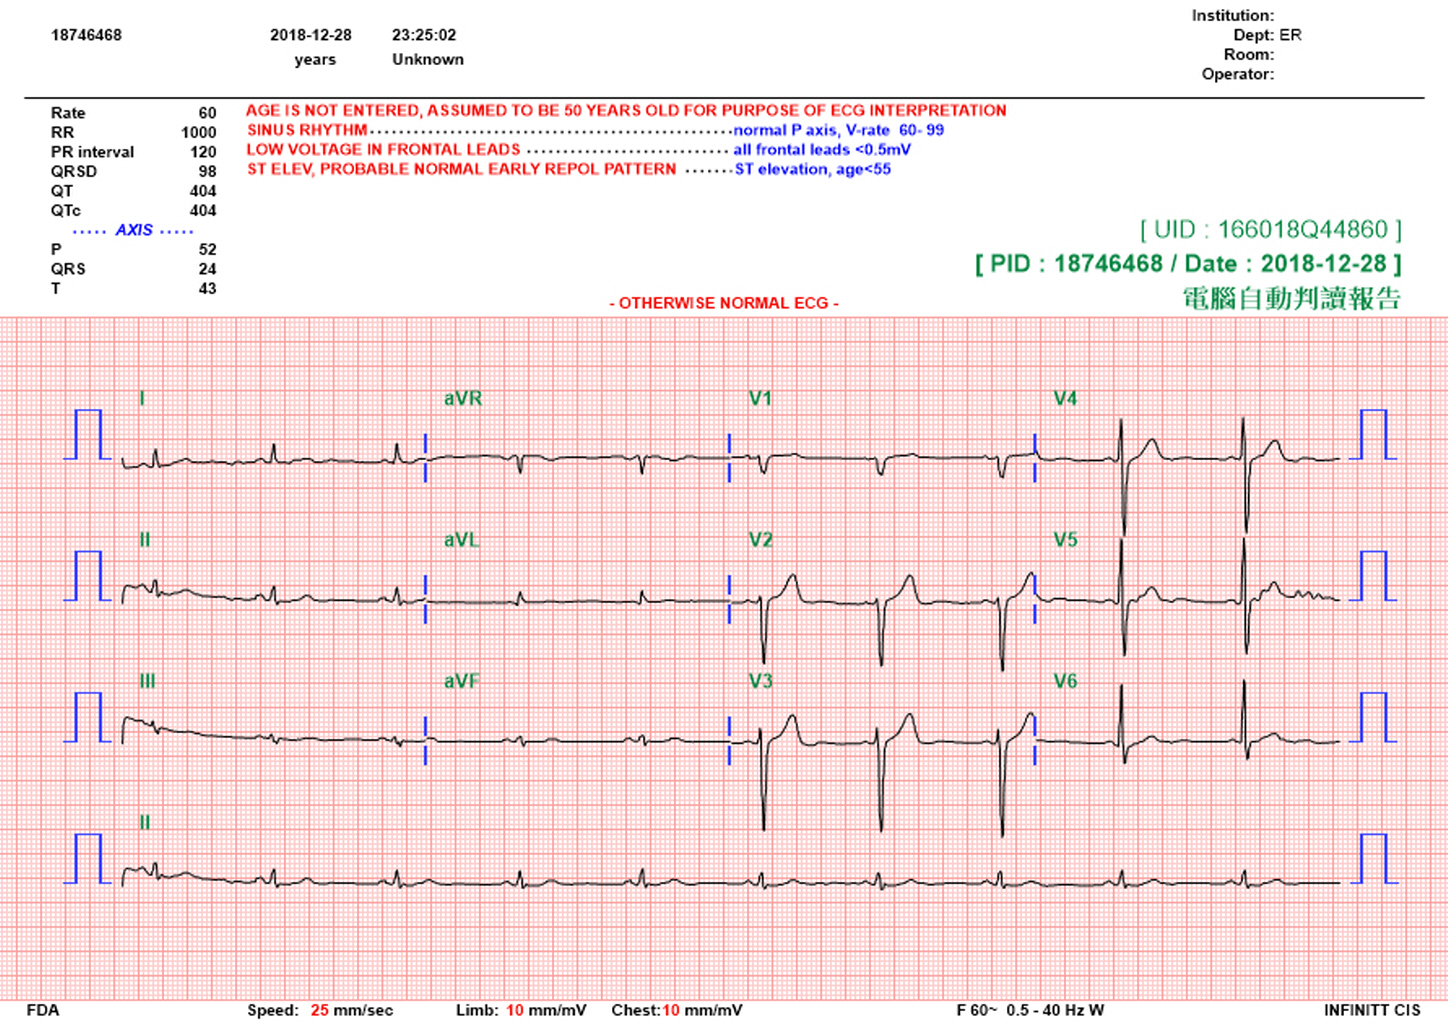 Institution:
18746468 2018-12-28 23:25:02 Dept: ER
years Unknown Room:
Operator:
Rate 60 AGE IS NOT ENTERED, ASSUMED TO BE 50 YEARS OLD FOR PURPOSE OF ECG INTERPRETATION
RR 1000 SINUS RHYTHM normal P axis, V-rate 60- 99
PR interval 120 LOW VOLTAGE IN FRONTAL LEADS all frontal leads <0.5mV
QRSD 98 ST ELEV, PROBABLE NORMAL EARLY REPOL PATTERN ST elevation, age<55
QT 404
QTc 404
AXIS
[ UID : 166018Q44860 ]
P 52
QRS 24
[ PID : 18746468 / Date : 2018-12-28 ]
T 43
電腦自動判讀報告
- OTHERWISE NORMAL ECG -
I aVR V1 V4
II aVL V2 V5
III aVF V3 V6
II
FDA Speed: 25 mm/sec Limb: 10 mm/mV Chest:10 mm/mV F 60~ 0.5 - 40 Hz W INFINITT CIS